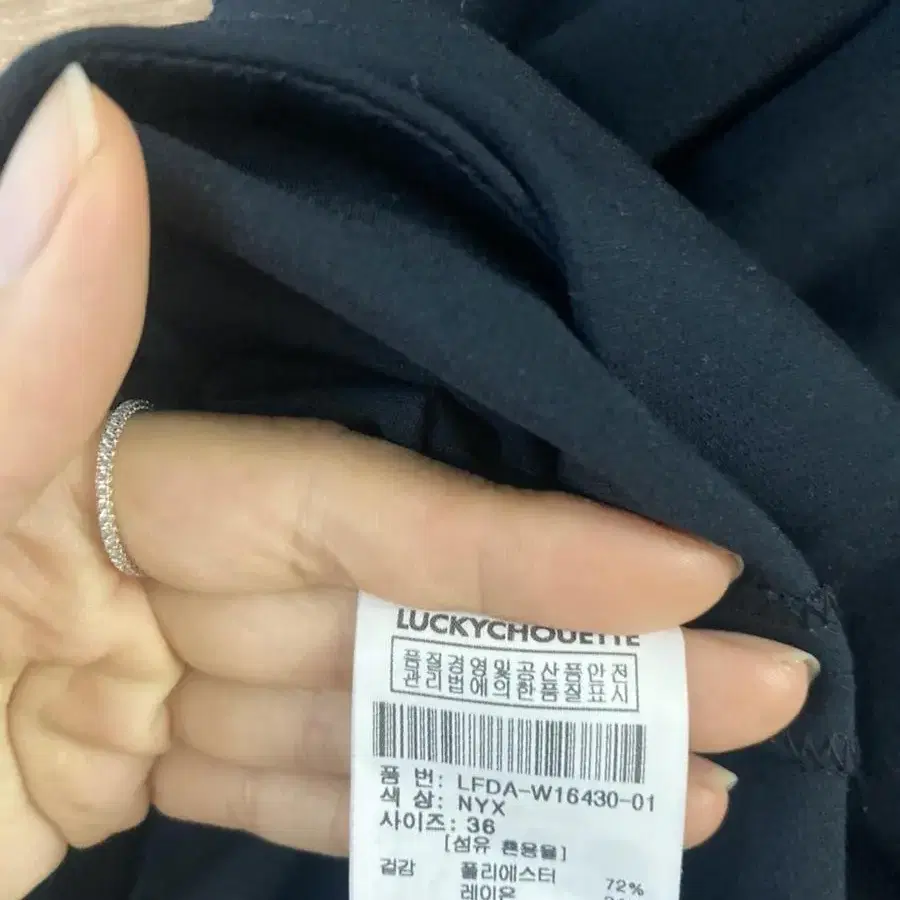 LUCKYCHOUETTE
품질경영및공산품안전
관리법에의한품질표시
품 번: LFDA-W16430-01
색 상: NYX
사이즈: 36
[섬유 혼용율]
겉감 폴리에스터 72%
레이온